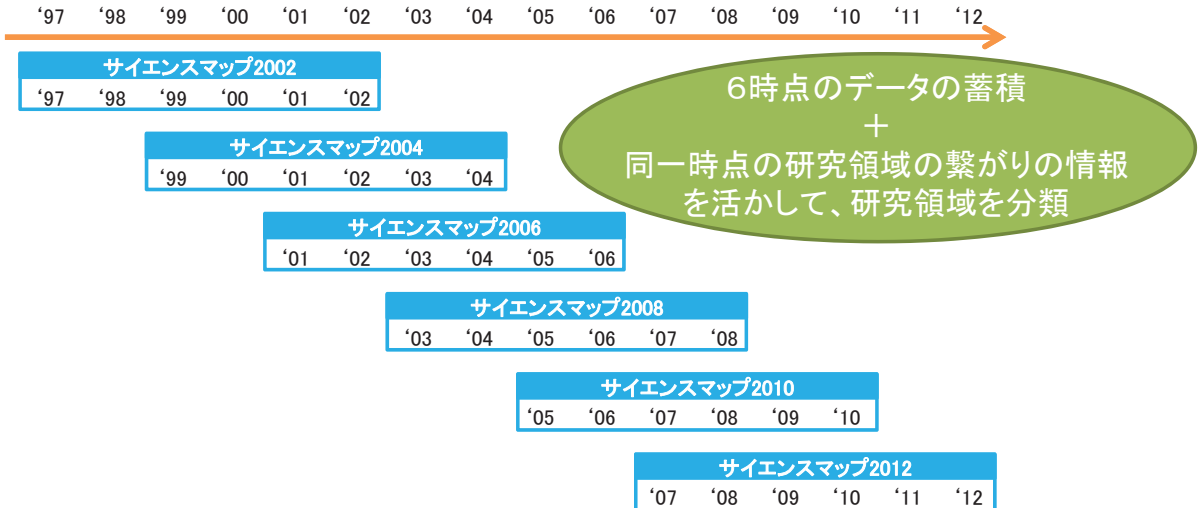 ‘97 ‘98 ‘99 ‘00 ‘01 ‘02 ‘03 ‘04 ‘05 ‘06 ‘07 ‘08 ‘09 ‘10 ‘11 ‘12
サイエンスマップ2002
‘97 ‘98 ‘99 ‘00 ‘01 ‘02
6時点のデータの蓄積
+
同一時点の研究領域の繋がりの情報
を活かして、研究領域を分類
サイエンスマップ2004
‘99 ‘00 ‘01 ‘02 ‘03 ‘04
サイエンスマップ2006
‘01 ‘02 ‘03 ‘04 ‘05 ‘06
サイエンスマップ2008
‘03 ‘04 ‘05 ‘06 ‘07 ‘08
サイエンスマップ2010
‘05 ‘06 ‘07 ‘08 ‘09 ‘10
サイエンスマップ2012
‘07 ‘08 ‘09 ‘10 ‘11 ‘12